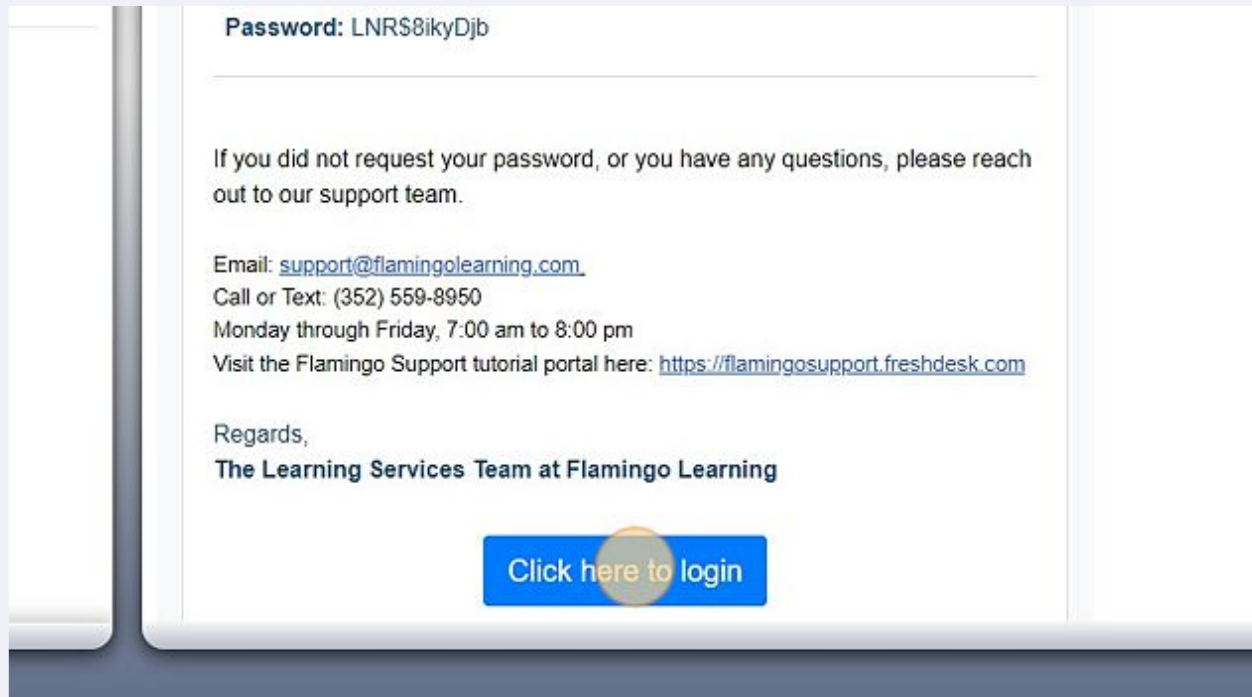 Password: LNR$8ikyDjb
If you did not request your password, or you have any questions, please reach
out to our support team.
Email: support@flamingolearning.com
Call or Text: (352) 559-8950
Monday through Friday, 7:00 am to 8:00 pm
Visit the Flamingo Support tutorial portal here: https://flamingosupport.freshdesk.com
Regards,
The Learning Services Team at Flamingo Learning
Click here to login